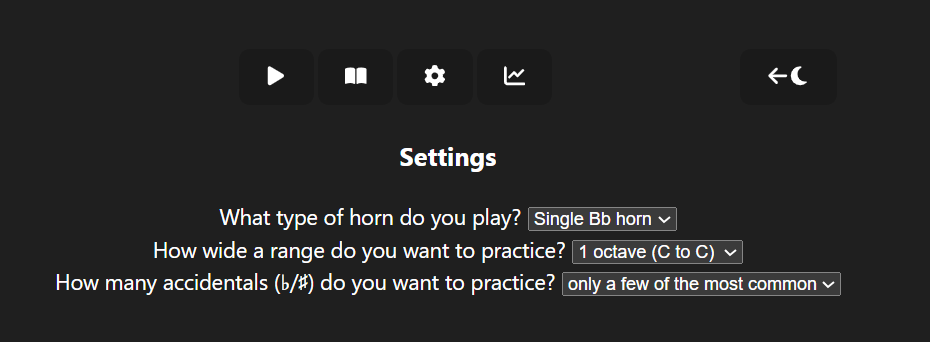 Settings
What type of horn do you play? Single Bb horn
How wide a range do you want to practice? 1 octave (C to C)
How many accidentals (♭/♯) do you want to practice? only a few of the most common